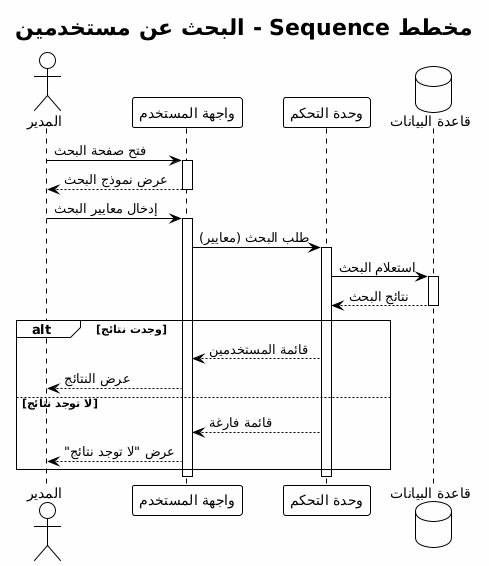 مخطط Sequence - البحث عن مستخدمين
المدير
واجهة المستخدم
وحدة التحكم
قاعدة البيانات
فتح صفحة البحث
عرض نموذج البحث
إدخال معايير البحث
طلب البحث (معايير)
استعلام البحث
نتائج البحث
alt [وجدت نتائج]
قائمة المستخدمين
عرض النتائج
[لا توجد نتائج]
قائمة فارغة
عرض "لا توجد نتائج"
المدير
واجهة المستخدم
وحدة التحكم
قاعدة البيانات